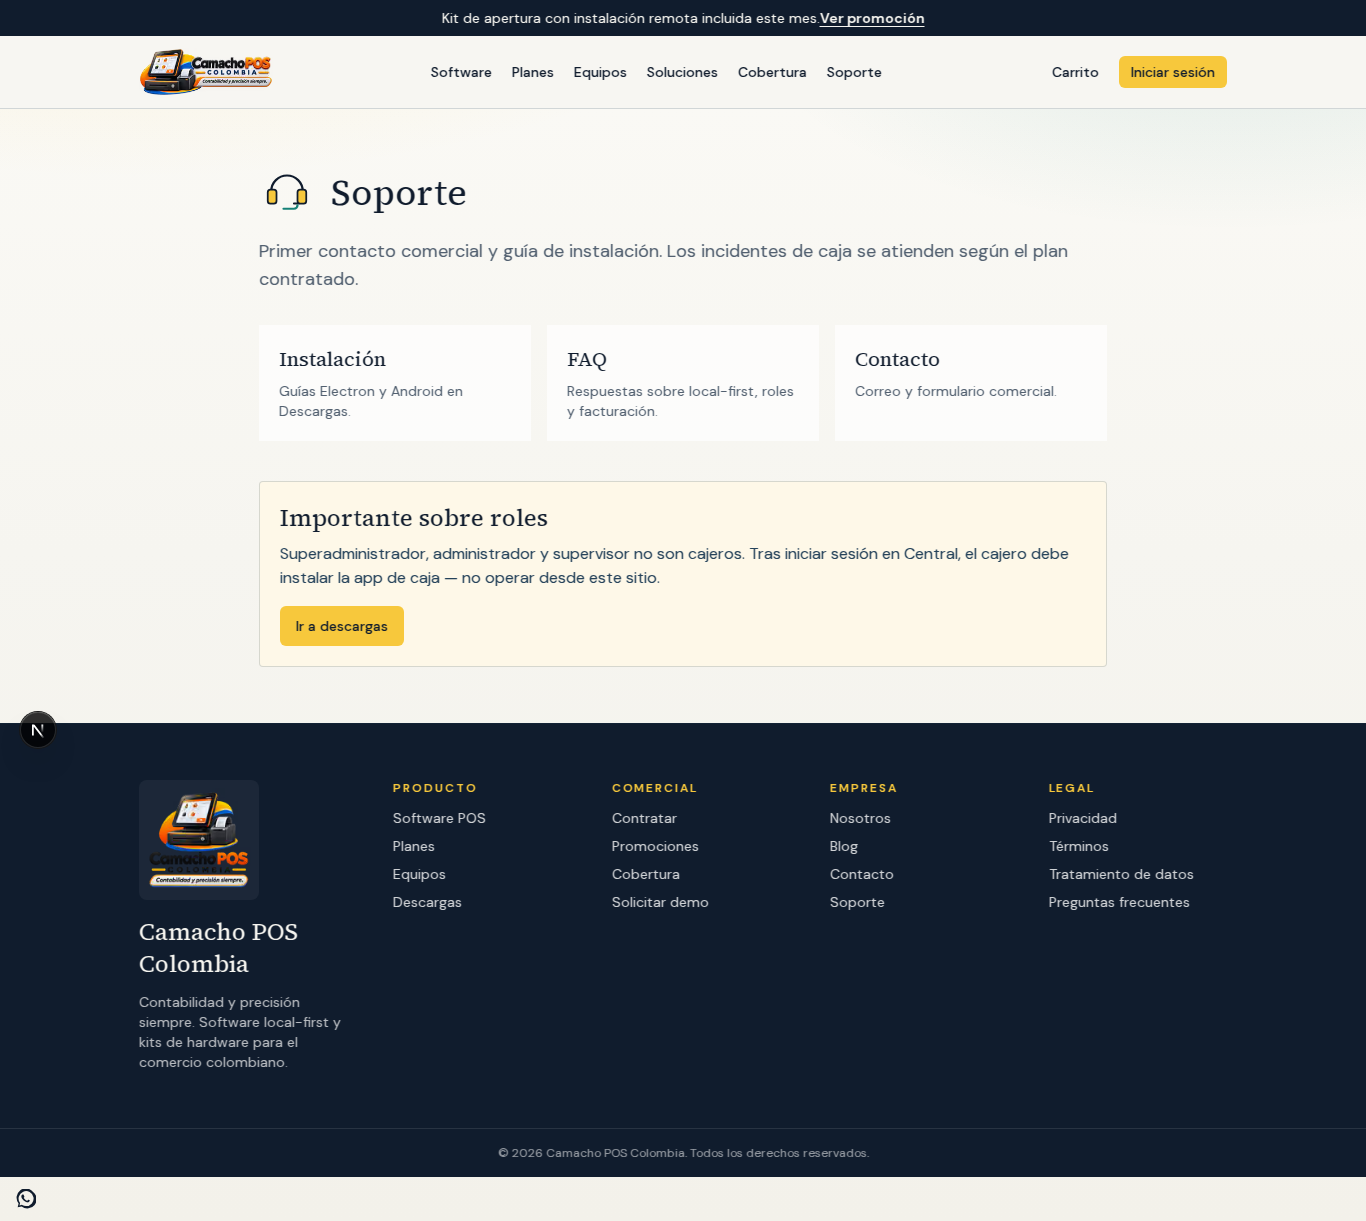 Kit de apertura con instalación remota incluida este mes.Ver promoción
CamachoPOS
COLOMBIA
Contabilidad y precisión siempre.
Software Planes Equipos Soluciones Cobertura Soporte
Carrito Iniciar sesión
Soporte
Primer contacto comercial y guía de instalación. Los incidentes de caja se atienden según el plan
contratado.
Instalación
Guías Electron y Android en
Descargas.
FAQ
Respuestas sobre local-first, roles
y facturación.
Contacto
Correo y formulario comercial.
Importante sobre roles
Superadministrador, administrador y supervisor no son cajeros. Tras iniciar sesión en Central, el cajero debe
instalar la app de caja — no operar desde este sitio.
Ir a descargas
N
CamachoPOS
COLOMBIA
Contabilidad y precisión siempre.
Camacho POS
Colombia
Contabilidad y precisión
siempre. Software local-first y
kits de hardware para el
comercio colombiano.
PRODUCTO
Software POS
Planes
Equipos
Descargas
COMERCIAL
Contratar
Promociones
Cobertura
Solicitar demo
EMPRESA
Nosotros
Blog
Contacto
Soporte
LEGAL
Privacidad
Términos
Tratamiento de datos
Preguntas frecuentes
© 2026 Camacho POS Colombia. Todos los derechos reservados.